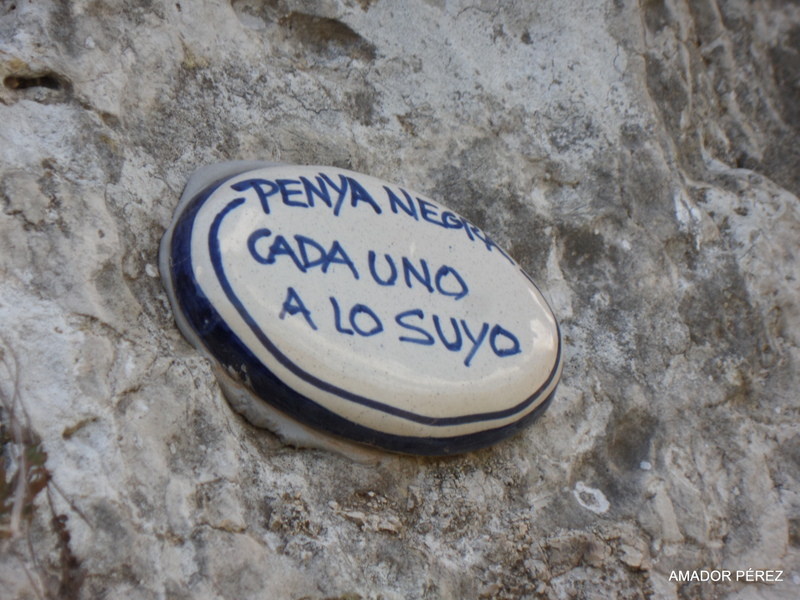 PENYA NEGRA
CADA UNO
A LO SUYO
AMADOR PÉREZ